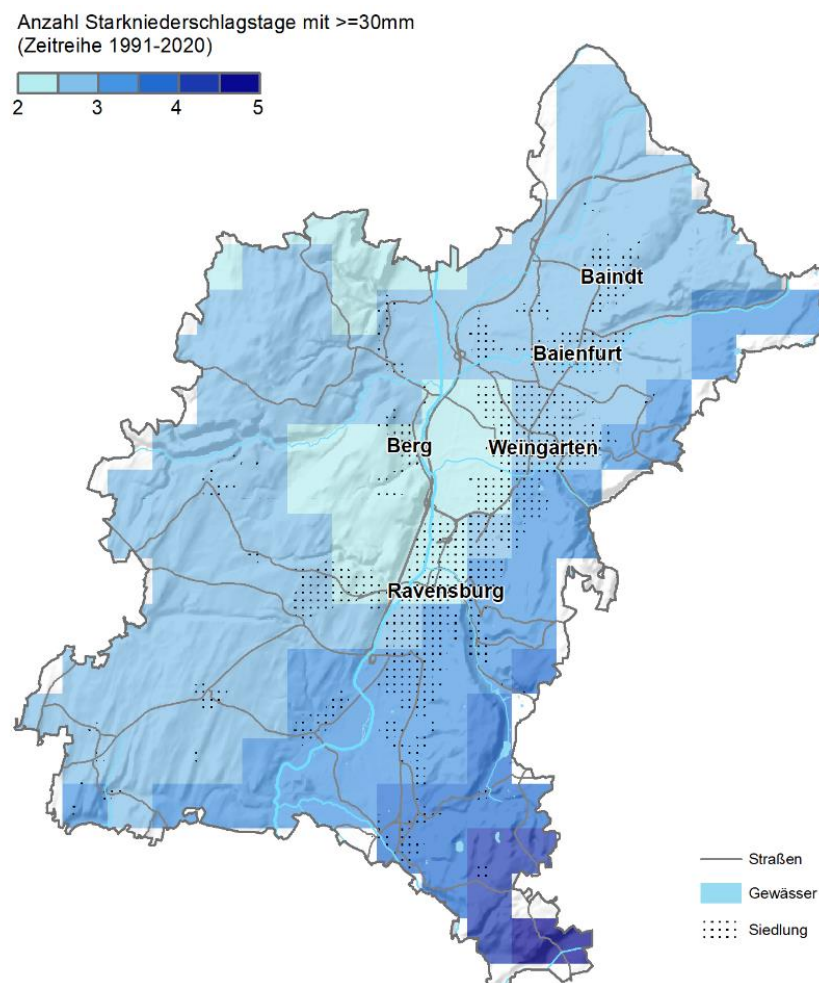 Anzahl Starkniederschlagstage mit >=30mm
(Zeitreihe 1991-2020)
2 3 4 5
Baindt
Baienfurt
Berg Weingarten
Ravensburg
Straßen
Gewässer
Siedlung